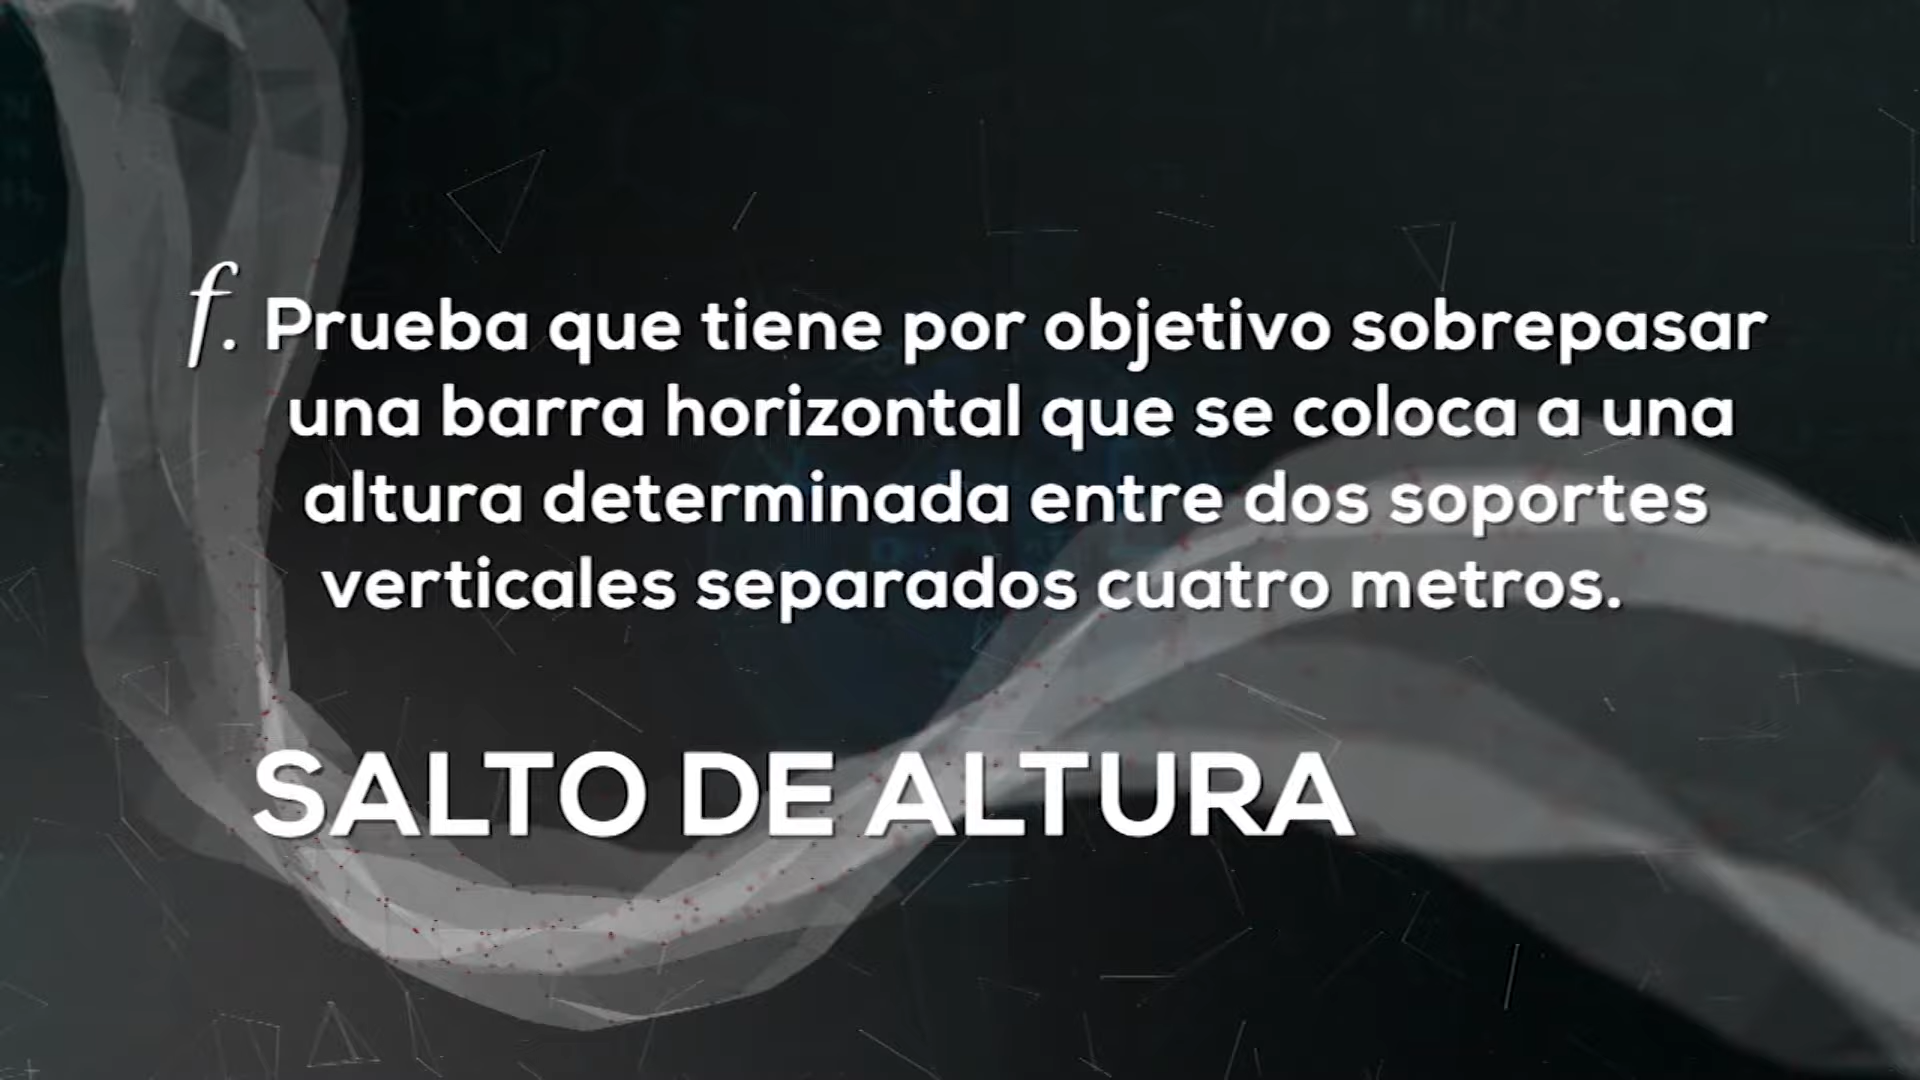 f. Prueba que tiene por objetivo sobrepasar
una barra horizontal que se coloca a una
altura determinada entre dos soportes
verticales separados cuatro metros.
SALTO DE ALTURA